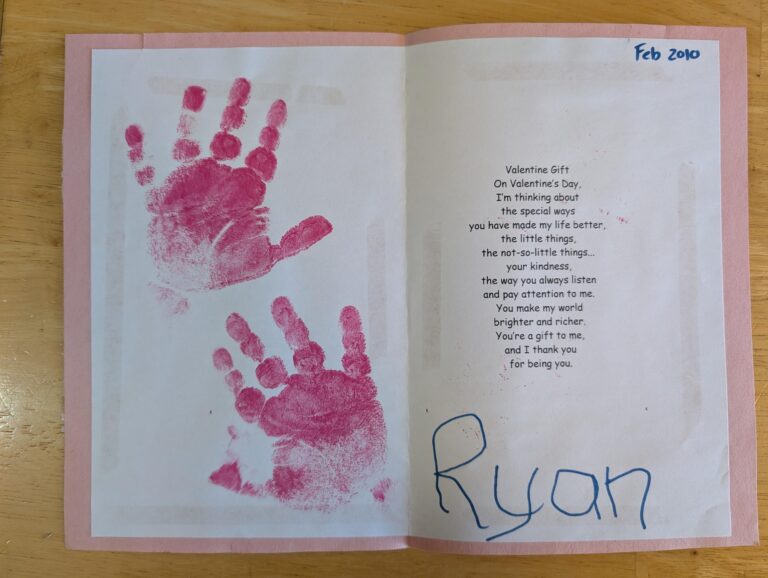 Feb 2010
Valentine Gift
On Valentine's Day,
I'm thinking about
the special ways
you have made my life better,
the little things,
the not-so-little things...
your kindness,
the way you always listen
and pay attention to me.
You make my world
brighter and richer.
You're a gift to me,
and I thank you
for being you.
Ryan